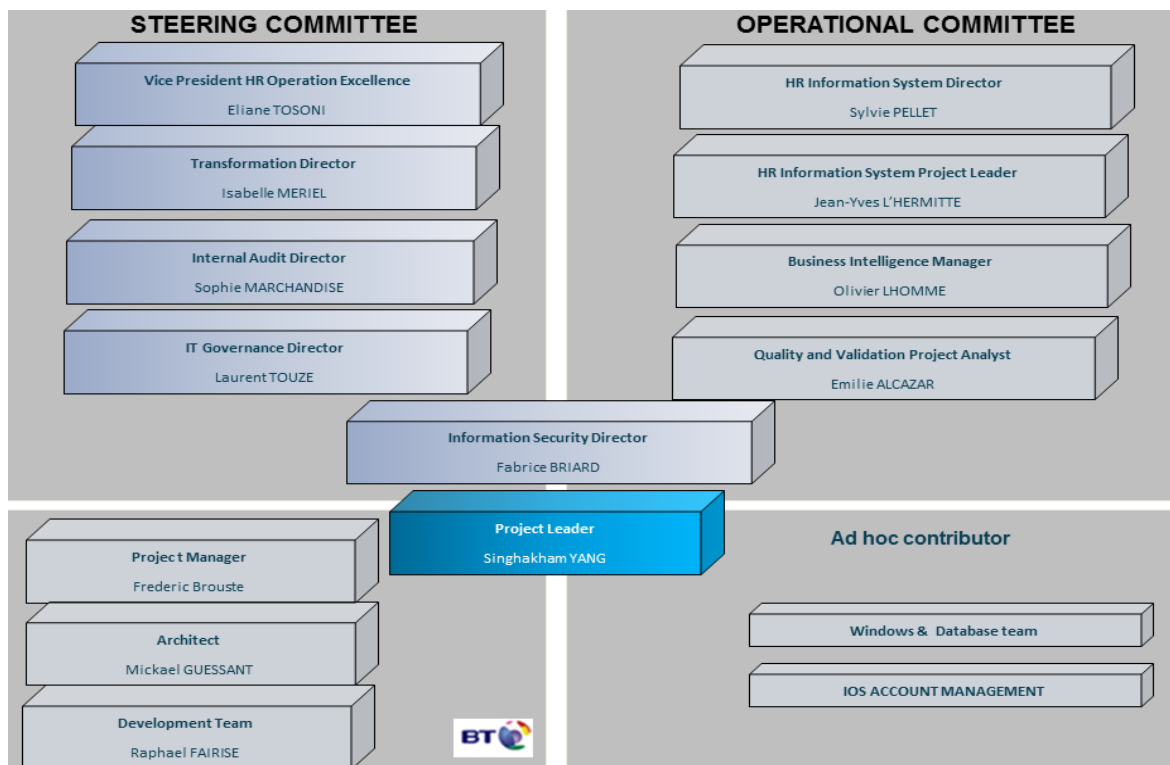 STEERING COMMITTEE
Vice President HR Operation Excellence
Eliane TOSONI
Transformation Director
Isabelle MERIEL
Internal Audit Director
Sophie MARCHANDISE
IT Governance Director
Laurent TOUZE
OPERATIONAL COMMITTEE
HR Information System Director
Sylvie PELLET
HR Information System Project Leader
Jean-Yves L'HERMITTE
Business Intelligence Manager
Olivier LHOMME
Quality and Validation Project Analyst
Emilie ALCAZAR
Information Security Director
Fabrice BRIARD
Project Leader
Singhakham YANG
Project Manager
Frederic Brouste
Architect
Mickael GUESSANT
Development Team
Raphael FAIRISE
BT
Ad hoc contributor
Windows & Database team
IOS ACCOUNT MANAGEMENT